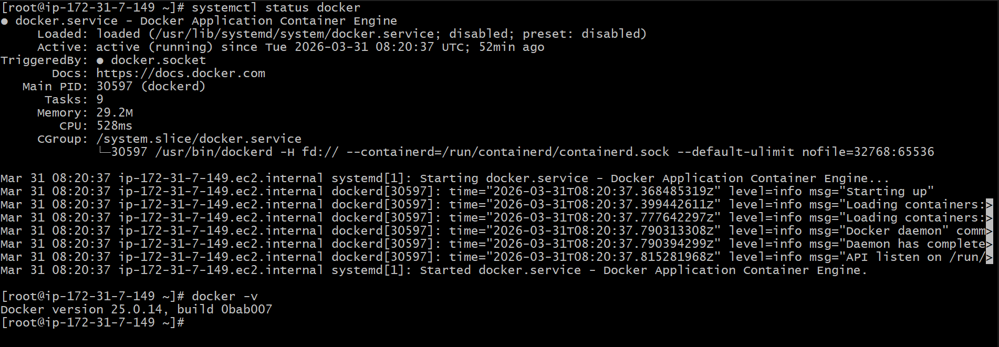 [root@ip-172-31-7-149 ~]# systemctl status docker
● docker.service - Docker Application Container Engine
     Loaded: loaded (/usr/lib/systemd/system/docker.service; disabled; preset: disabled)
     Active: active (running) since Tue 2026-03-31 08:20:37 UTC; 52min ago
TriggeredBy: ● docker.socket
       Docs: https://docs.docker.com
   Main PID: 30597 (dockerd)
      Tasks: 9
     Memory: 29.2M
        CPU: 528ms
     CGroup: /system.slice/docker.service
             └─30597 /usr/bin/dockerd -H fd:// --containerd=/run/containerd/containerd.sock --default-ulimit nofile=32768:65536

Mar 31 08:20:37 ip-172-31-7-149.ec2.internal systemd[1]: Starting docker.service - Docker Application Container Engine...
Mar 31 08:20:37 ip-172-31-7-149.ec2.internal dockerd[30597]: time="2026-03-31T08:20:37.368485319Z" level=info msg="Starting up"
Mar 31 08:20:37 ip-172-31-7-149.ec2.internal dockerd[30597]: time="2026-03-31T08:20:37.399442611Z" level=info msg="Loading containers:>
Mar 31 08:20:37 ip-172-31-7-149.ec2.internal dockerd[30597]: time="2026-03-31T08:20:37.777642297Z" level=info msg="Loading containers:>
Mar 31 08:20:37 ip-172-31-7-149.ec2.internal dockerd[30597]: time="2026-03-31T08:20:37.790313308Z" level=info msg="Docker daemon" comm>
Mar 31 08:20:37 ip-172-31-7-149.ec2.internal dockerd[30597]: time="2026-03-31T08:20:37.790394299Z" level=info msg="Daemon has complete>
Mar 31 08:20:37 ip-172-31-7-149.ec2.internal dockerd[30597]: time="2026-03-31T08:20:37.815281968Z" level=info msg="API listen on /run/>
Mar 31 08:20:37 ip-172-31-7-149.ec2.internal systemd[1]: Started docker.service - Docker Application Container Engine.

[root@ip-172-31-7-149 ~]# docker -v
Docker version 25.0.14, build 0bab007
[root@ip-172-31-7-149 ~]#